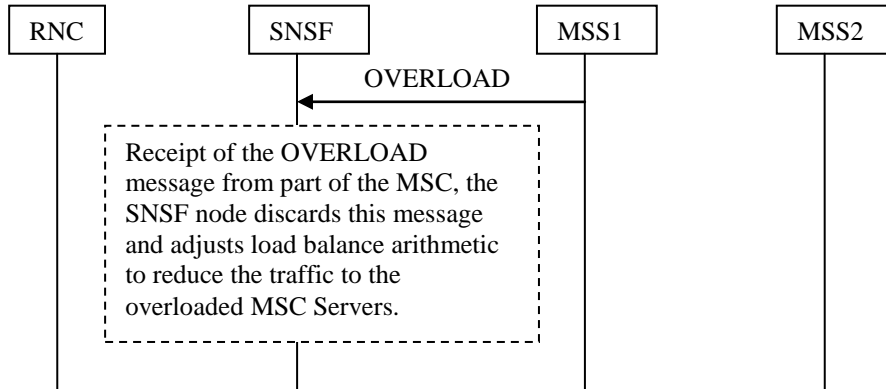 RNC SNSF MSS1 MSS2
OVERLOAD
Receipt of the OVERLOAD
message from part of the MSC, the
SNSF node discards this message
and adjusts load balance arithmetic
to reduce the traffic to the
overloaded MSC Servers.